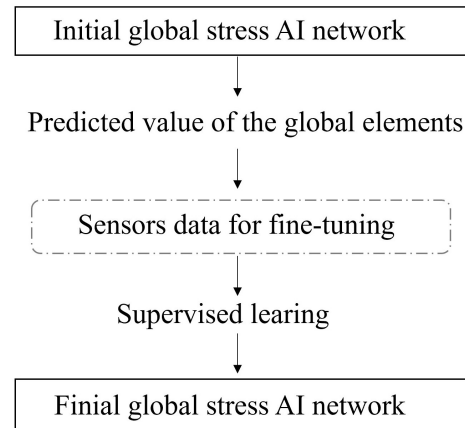 Initial global stress AI network
Predicted value of the global elements
Sensors data for fine-tuning
Supervised learing
Finial global stress AI network